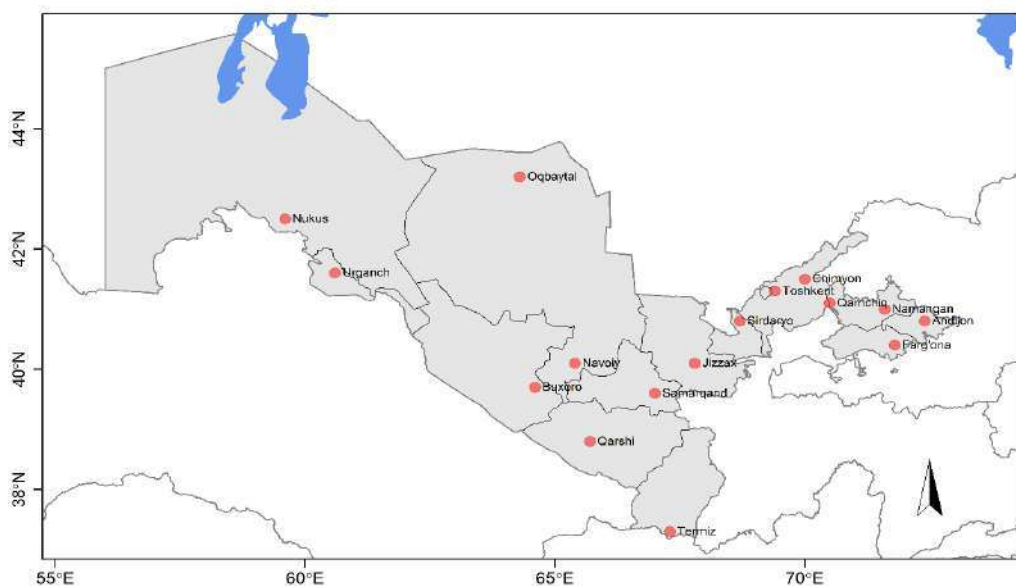 44°N
42°N
40°N
38°N
55°E
60°E
65°E
70°E
Oqbaytal
Nukus
Urganch
Chimyon
Toshkent
Qamchiq
Namangan
Sirdaryo
Andijon
Farg'ona
Navoiy
Jizzax
Buxoro
Samarqand
Qarshi
Termiz